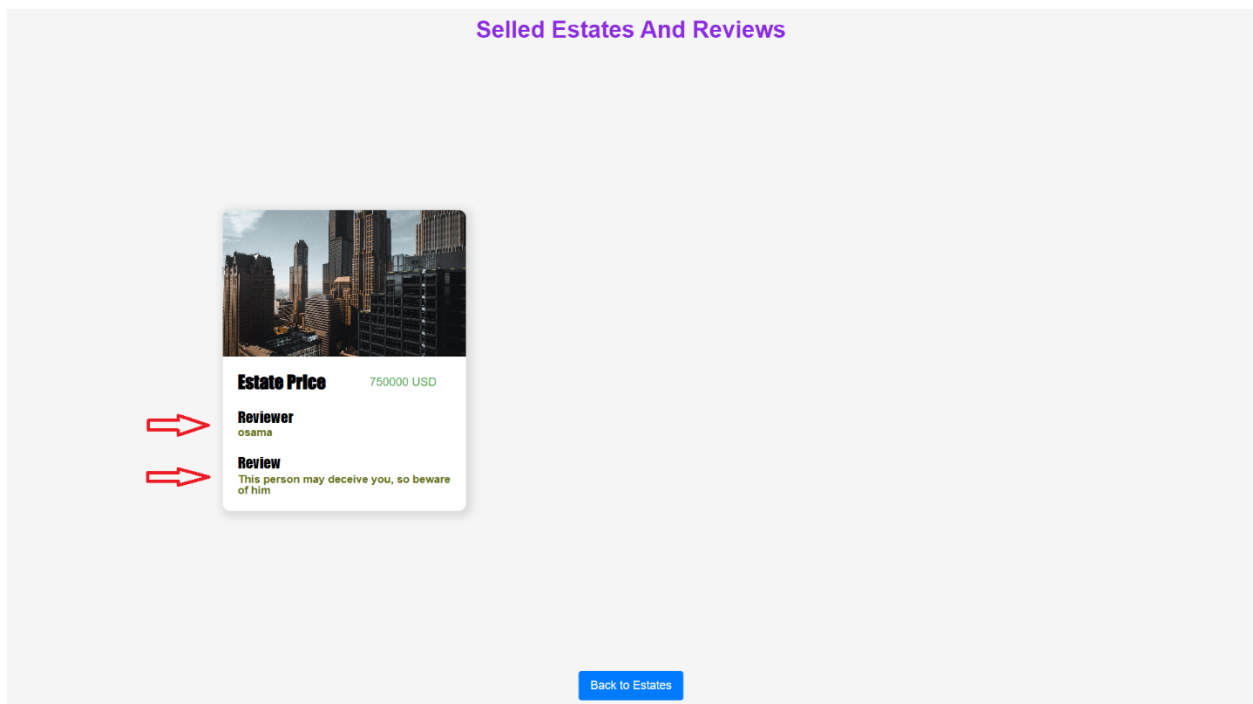 Selled Estates And Reviews
Estate Price 750000 USD
Reviewer
osama
Review
This person may deceive you, so beware
of him
Back to Estates